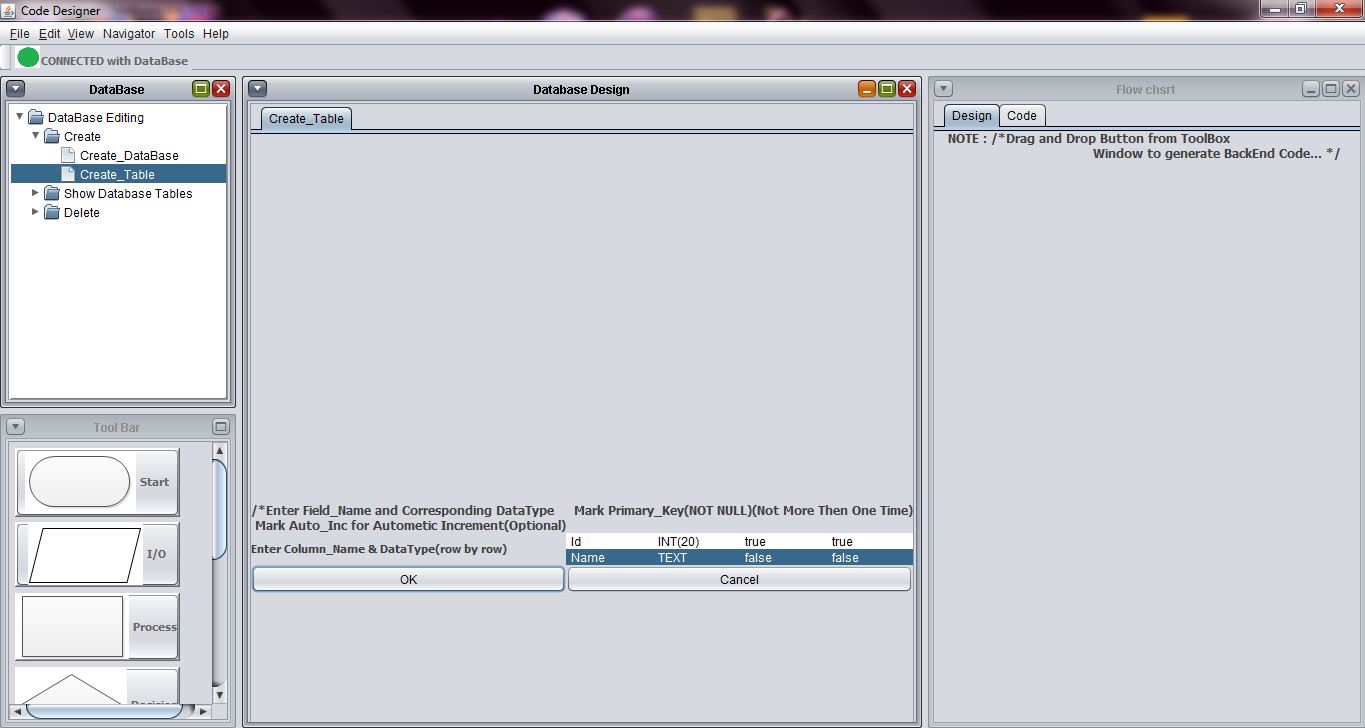 Code Designer
File Edit View Navigator Tools Help
CONNECTED with DataBase
DataBase
DataBase Editing
Create
Create_DataBase
Create_Table
Show Database Tables
Delete
Tool Bar
Start
I/O
Process
Database Design
Create_Table
/*Enter Field_Name and Corresponding DataType Mark Primary_Key(NOT NULL)(Not More Then One Time)
Mark Auto_Inc for Autometic Increment(Optional)
Enter Column_Name & DataType(row by row)
Id INT(20) true true
Name TEXT false false
OK Cancel
Flow chsrt
Design Code
NOTE : /*Drag and Drop Button from ToolBox
Window to generate BackEnd Code... */